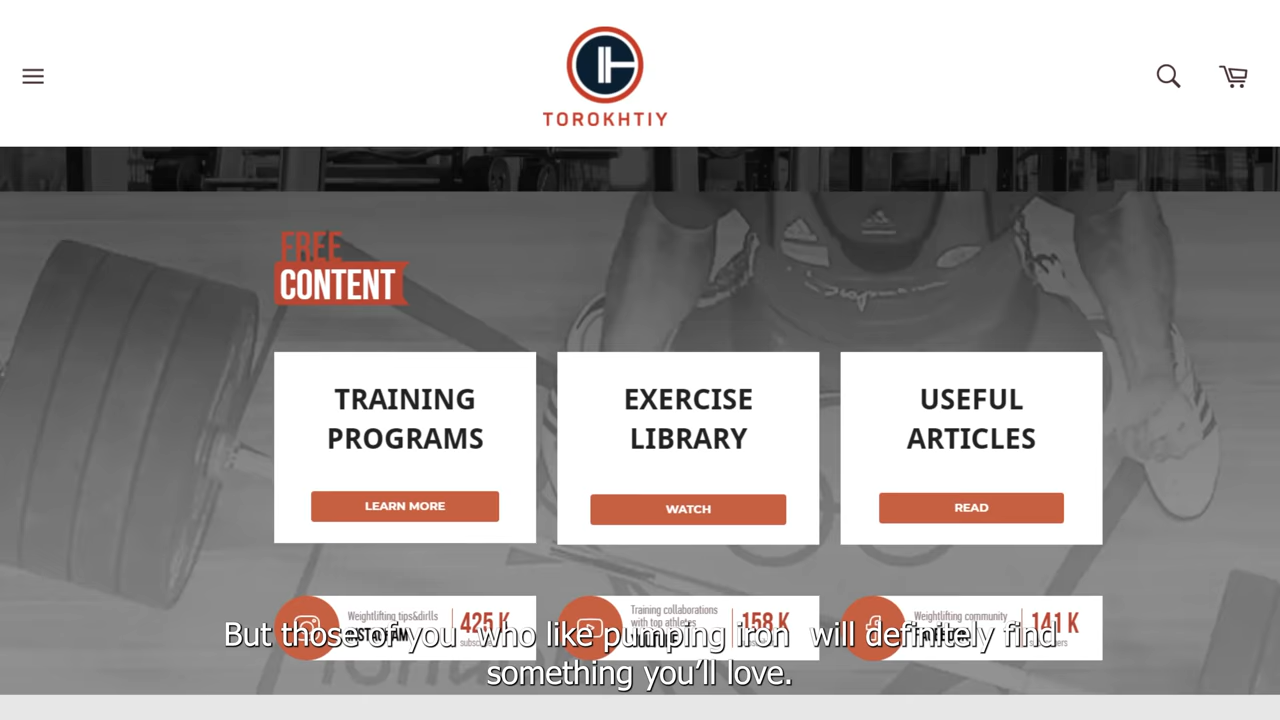 TOROKHTIY
FREE
CONTENT
TRAINING
PROGRAMS
LEARN MORE
EXERCISE
LIBRARY
WATCH
USEFUL
ARTICLES
READ
Weightlifting tips&dirlls
INSTAGRAM
425 K
Training collaborations
with top athletes
158 K
Weightlifting community
FACEBOOK
141 K
But those of you who like pumping iron will definitely find
something you'll love.